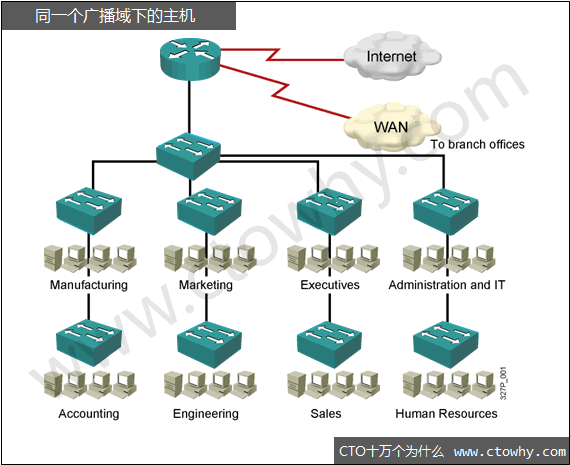 同一个广播域下的主机
Internet
WAN
To branch offices
Manufacturing
Marketing
Executives
Administration and IT
Accounting
Engineering
Sales
Human Resources
327P_001
www.ctowhy.com
CTO十万个为什么 www.ctowhy.com